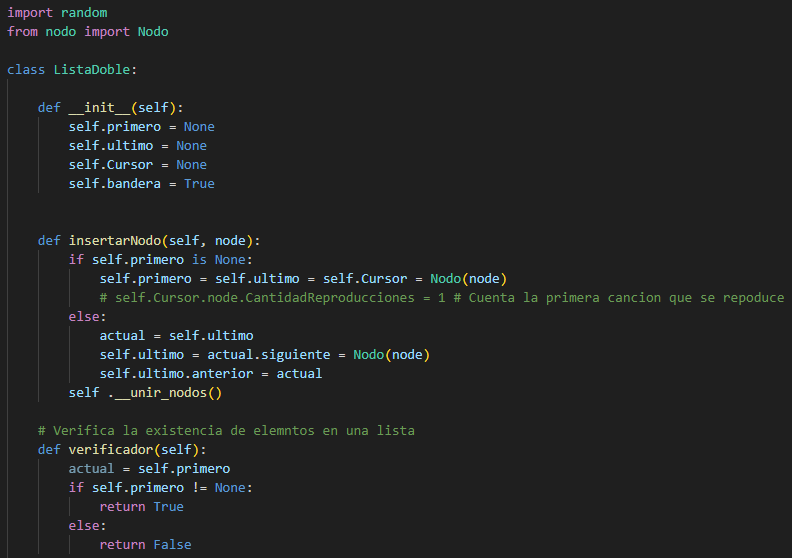 import random
from nodo import Nodo
class ListaDoble:
def __init__(self):
self.primero = None
self.ultimo = None
self.Cursor = None
self.bandera = True
def insertarNodo(self, node):
if self.primero is None:
self.primero = self.ultimo = self.Cursor = Nodo(node)
# self.Cursor.node.CantidadReproducciones = 1 # Cuenta la primera cancion que se repoduce
else:
actual = self.ultimo
self.ultimo = actual.siguiente = Nodo(node)
self.ultimo.anterior = actual
self .__unir_nodos()
# Verifica la existencia de elemntos en una lista
def verificador(self):
actual = self.primero
if self.primero != None:
return True
else:
return False